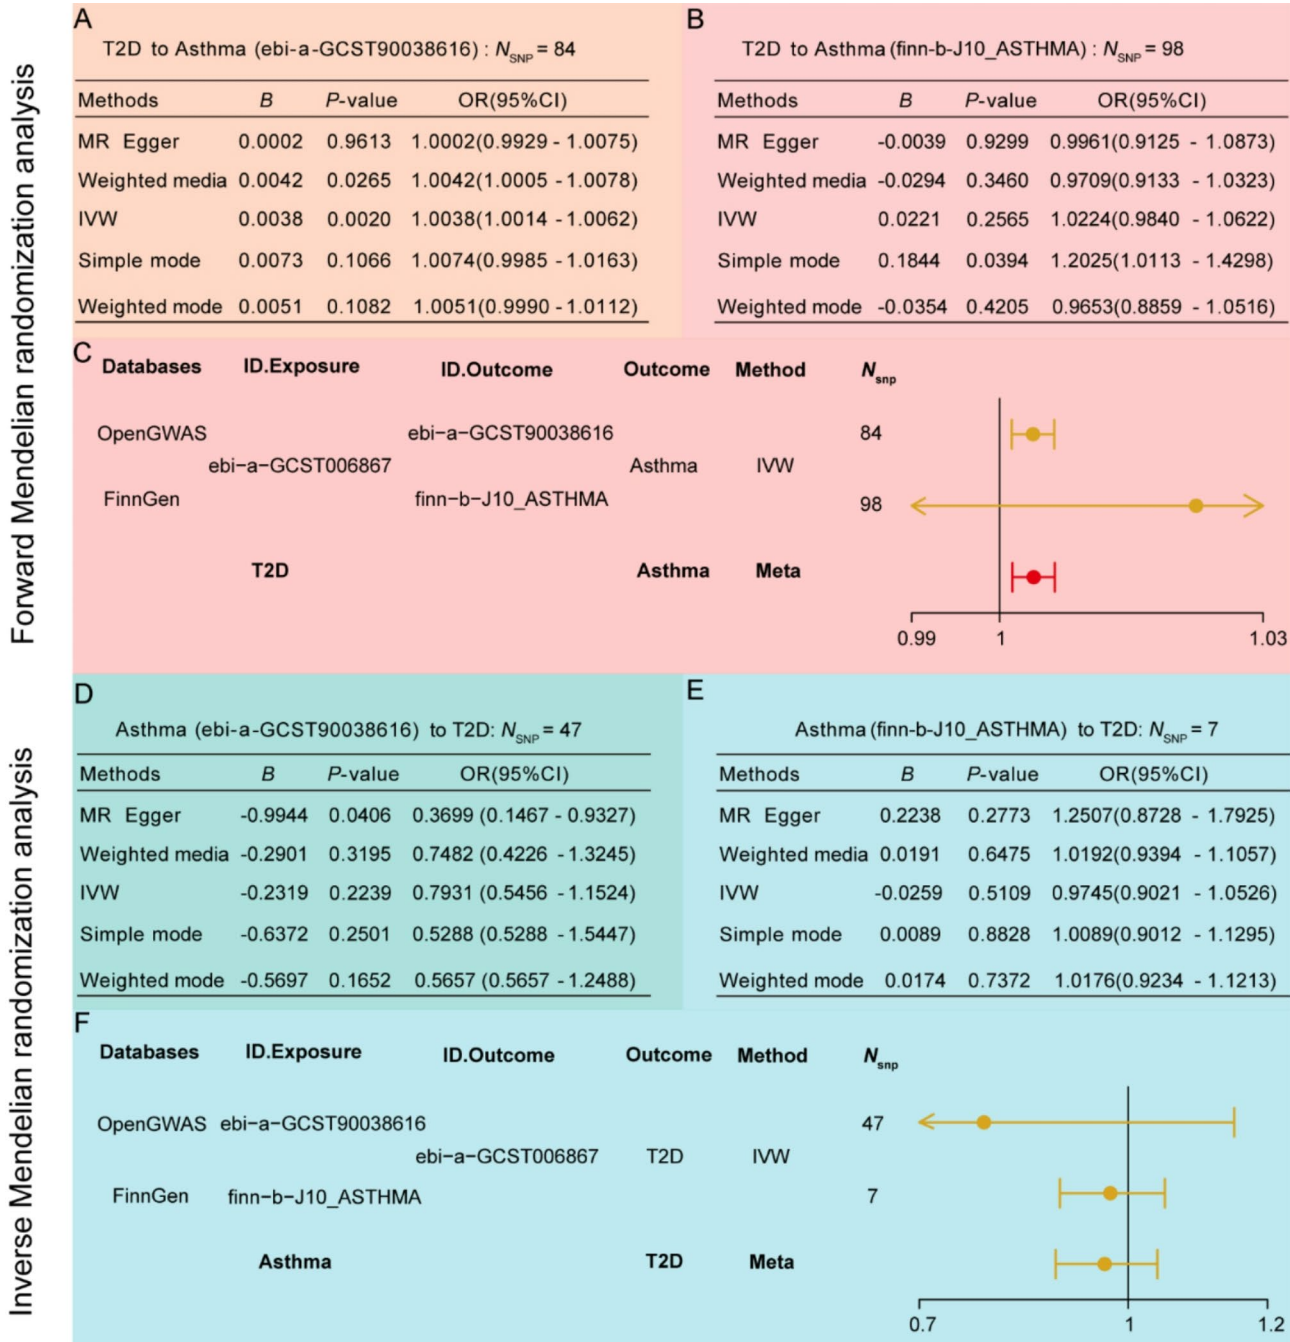 Forward Mendelian randomization analysis
A
T2D to Asthma (ebi-a-GCST90038616) : NSNP = 84
Methods B P-value OR(95%CI)
MR Egger 0.0002 0.9613 1.0002(0.9929 - 1.0075)
Weighted media 0.0042 0.0265 1.0042(1.0005 - 1.0078)
IVW 0.0038 0.0020 1.0038(1.0014 - 1.0062)
Simple mode 0.0073 0.1066 1.0074(0.9985 - 1.0163)
Weighted mode 0.0051 0.1082 1.0051(0.9990 - 1.0112)
B
T2D to Asthma (finn-b-J10_ASTHMA) : NSNP = 98
Methods B P-value OR(95%CI)
MR Egger -0.0039 0.9299 0.9961(0.9125 - 1.0873)
Weighted media -0.0294 0.3460 0.9709(0.9133 - 1.0323)
IVW 0.0221 0.2565 1.0224(0.9840 - 1.0622)
Simple mode 0.1844 0.0394 1.2025(1.0113 - 1.4298)
Weighted mode -0.0354 0.4205 0.9653(0.8859 - 1.0516)
C
Databases ID.Exposure ID.Outcome Outcome Method Nsnp
OpenGWAS ebi−a−GCST90038616 84
ebi−a−GCST006867 Asthma IVW
FinnGen finn−b−J10_ASTHMA 98
T2D Asthma Meta
0.99 1 1.03
Inverse Mendelian randomization analysis
D
Asthma (ebi-a-GCST90038616) to T2D: NSNP = 47
Methods B P-value OR(95%CI)
MR Egger -0.9944 0.0406 0.3699 (0.1467 - 0.9327)
Weighted media -0.2901 0.3195 0.7482 (0.4226 - 1.3245)
IVW -0.2319 0.2239 0.7931 (0.5456 - 1.1524)
Simple mode -0.6372 0.2501 0.5288 (0.5288 - 1.5447)
Weighted mode -0.5697 0.1652 0.5657 (0.5657 - 1.2488)
E
Asthma (finn-b-J10_ASTHMA) to T2D: NSNP = 7
Methods B P-value OR(95%CI)
MR Egger 0.2238 0.2773 1.2507(0.8728 - 1.7925)
Weighted media 0.0191 0.6475 1.0192(0.9394 - 1.1057)
IVW -0.0259 0.5109 0.9745(0.9021 - 1.0526)
Simple mode 0.0089 0.8828 1.0089(0.9012 - 1.1295)
Weighted mode 0.0174 0.7372 1.0176(0.9234 - 1.1213)
F
Databases ID.Exposure ID.Outcome Outcome Method Nsnp
OpenGWAS ebi−a−GCST90038616 47
ebi−a−GCST006867 T2D IVW
FinnGen finn−b−J10_ASTHMA 7
Asthma T2D Meta
0.7 1 1.2